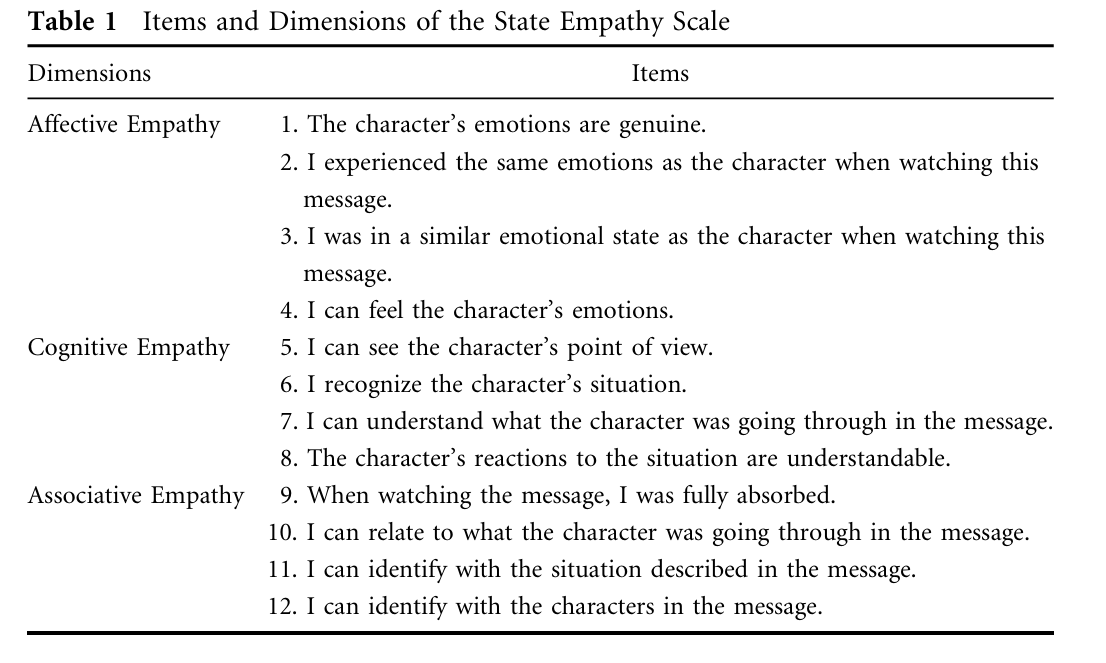 Table 1 Items and Dimensions of the State Empathy Scale
Dimensions Items
Affective Empathy 1. The character’s emotions are genuine.
2. I experienced the same emotions as the character when watching this
message.
3. I was in a similar emotional state as the character when watching this
message.
4. I can feel the character’s emotions.
Cognitive Empathy 5. I can see the character’s point of view.
6. I recognize the character’s situation.
7. I can understand what the character was going through in the message.
8. The character’s reactions to the situation are understandable.
Associative Empathy 9. When watching the message, I was fully absorbed.
10. I can relate to what the character was going through in the message.
11. I can identify with the situation described in the message.
12. I can identify with the characters in the message.